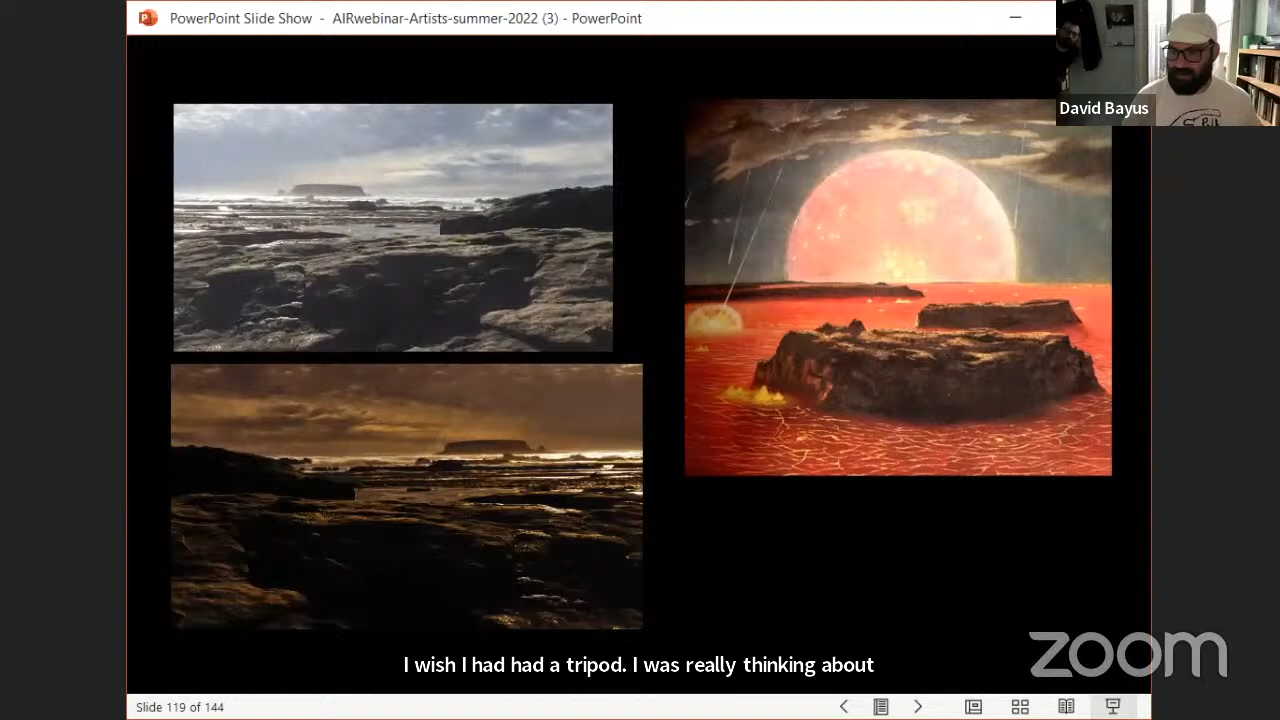 PowerPoint Slide Show - AIRwebinar-Artists-summer-2022 (3) - PowerPoint
David Bayus
I wish I had had a tripod. I was really thinking about
zoom
Slide 119 of 144